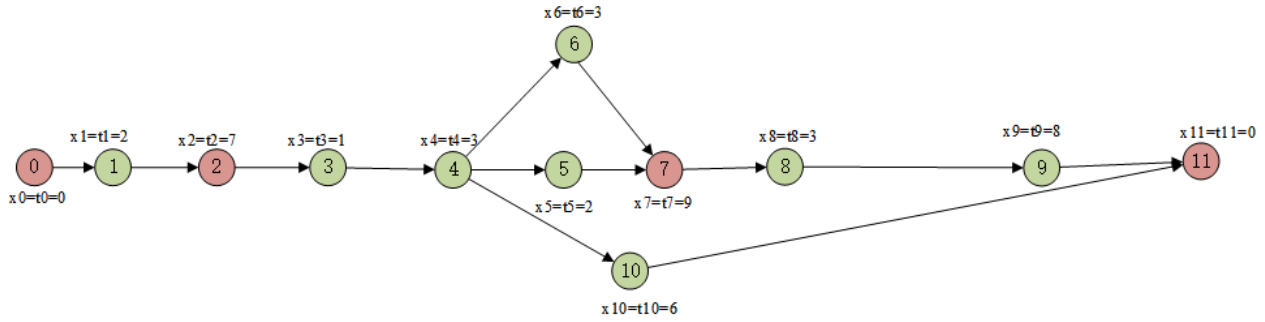 x6=t6=3
6
x1=t1=2
x2=t2=7
x3=t3=1
x4=t4=3
x8=t8=3
x9=t9=8
x11=t11=0
0
1
2
3
4
5
7
8
9
11
x0=t0=0
x5=t5=2
x7=t7=9
10
x10=t10=6